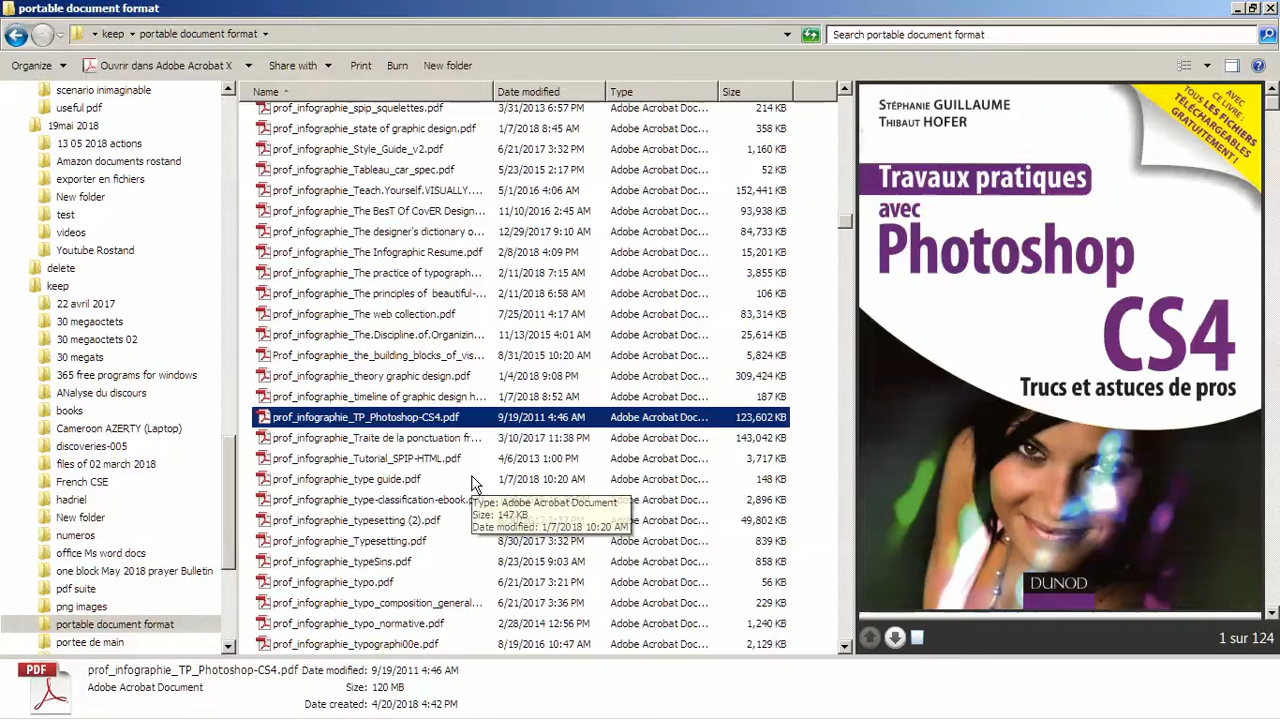 portable document format
keep ▸ portable document format ▸
Search portable document format
Organize Ouvrir dans Adobe Acrobat X Share with Print Burn New folder
scenario inimaginable
useful pdf
19mai 2018
13 05 2018 actions
Amazon documents rostand
exporter en fichiers
New folder
test
videos
Youtube Rostand
delete
keep
22 avril 2017
30 megaoctets
30 megaoctets 02
30 megats
365 free programs for windows
ANalyse du discours
books
Cameroon AZERTY (Laptop)
discoveries-005
files of 02 march 2018
French CSE
hadriel
New folder
numeros
office Ms word docs
one block May 2018 prayer Bulletin
pdf suite
png images
portable document format
portee de main
Name Date modified Type Size
prof_infographie_spip_squelettes.pdf 3/31/2013 6:57 PM Adobe Acrobat Doc... 214 KB
prof_infographie_state of graphic design.pdf 1/7/2018 8:45 AM Adobe Acrobat Doc... 358 KB
prof_infographie_Style_Guide_v2.pdf 6/21/2017 3:32 PM Adobe Acrobat Doc... 1,160 KB
prof_infographie_Tableau_car_spec.pdf 5/23/2015 2:17 PM Adobe Acrobat Doc... 52 KB
prof_infographie_Teach.Yourself.VISUALLY.... 5/1/2016 4:06 AM Adobe Acrobat Doc... 152,441 KB
prof_infographie_The BesT Of CovER Design... 11/10/2016 2:45 AM Adobe Acrobat Doc... 93,938 KB
prof_infographie_The designer's dictionary o... 12/26/2017 9:10 AM Adobe Acrobat Doc... 84,733 KB
prof_infographie_The Infographic Resume.pdf 2/8/2018 4:09 PM Adobe Acrobat Doc... 15,201 KB
prof_infographie_The practice of typograph... 2/11/2018 7:15 AM Adobe Acrobat Doc... 3,855 KB
prof_infographie_The principles of beautiful-... 2/11/2018 6:58 AM Adobe Acrobat Doc... 106 KB
prof_infographie_The web collection.pdf 7/25/2011 4:17 PM Adobe Acrobat Doc... 83,314 KB
prof_infographie_The.Discipline.of.Organizin... 11/13/2015 4:01 AM Adobe Acrobat Doc... 25,614 KB
Prof_infographie_the_building_blocks_of_vis... 8/31/2015 10:20 AM Adobe Acrobat Doc... 5,824 KB
prof_infographie_theory graphic design.pdf 1/4/2018 9:08 PM Adobe Acrobat Doc... 309,424 KB
prof_infographie_timeline of graphic design h... 1/7/2018 8:52 AM Adobe Acrobat Doc... 187 KB
prof_infographie_TP_Photoshop-CS4.pdf 9/19/2011 4:46 AM Adobe Acrobat Doc... 123,602 KB
prof_infographie_Traite de la ponctuation fr... 3/10/2017 11:38 PM Adobe Acrobat Doc... 143,042 KB
prof_infographie_Tutorial_SPIP-HTML.pdf 4/6/2013 1:00 PM Adobe Acrobat Doc... 3,717 KB
prof_infographie_type guide.pdf 1/7/2018 10:20 AM Adobe Acrobat Doc... 148 KB
prof_infographie_type-classification-ebook. Adobe Acrobat Doc... 2,896 KB
Type: Adobe Acrobat Document
Size: 147 KB
Date modified: 1/7/2018 10:20 AM
prof_infographie_typesetting (2).pdf Adobe Acrobat Doc... 49,802 KB
prof_infographie_Typesetting.pdf 8/30/2017 3:32 PM Adobe Acrobat Doc... 839 KB
prof_infographie_typeSins.pdf 8/23/2015 9:03 AM Adobe Acrobat Doc... 858 KB
prof_infographie_typo.pdf 6/21/2017 3:21 PM Adobe Acrobat Doc... 56 KB
prof_infographie_typo_composition_general... 6/21/2017 3:36 PM Adobe Acrobat Doc... 229 KB
prof_infographie_typo_normative.pdf 2/28/2014 12:56 PM Adobe Acrobat Doc... 1,240 KB
prof_infographie_typographi00e.pdf 8/19/2016 10:47 AM Adobe Acrobat Doc... 2,129 KB
STÉPHANIE GUILLAUME
THIBAUT HOFER
AVEC
CE LIVRE :
TOUS LES FICHIERS
TÉLÉCHARGEABLES
GRATUITEMENT !
Travaux pratiques
avec
Photoshop
CS4
Trucs et astuces de pros
DUNOD
1 sur 124
PDF
prof_infographie_TP_Photoshop-CS4.pdf Date modified: 9/19/2011 4:46 AM
Adobe Acrobat Document Size: 120 MB
Date created: 4/20/2018 4:42 PM